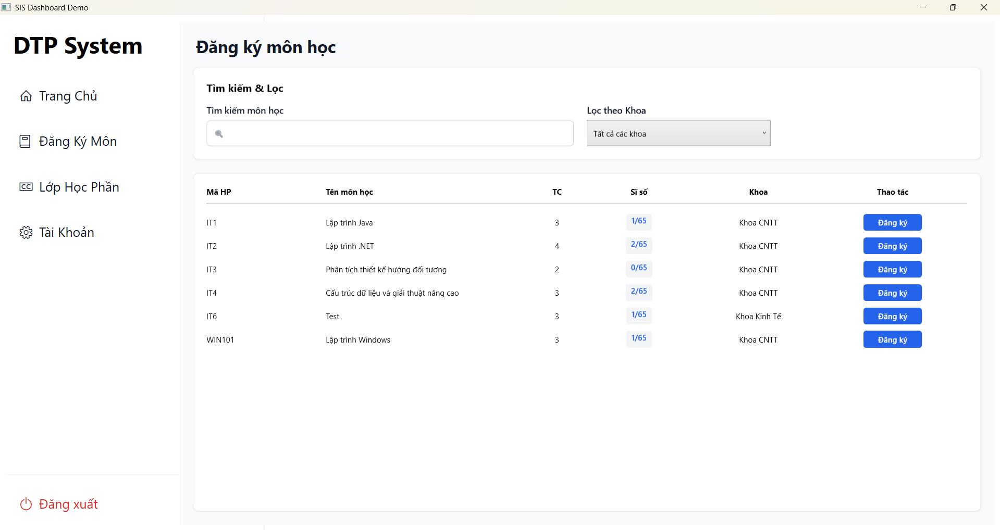 SIS Dashboard Demo
DTP System
Trang Chủ
Đăng Ký Môn
Lớp Học Phần
Tài Khoản
Đăng xuất
Đăng ký môn học
Tìm kiếm & Lọc
Tìm kiếm môn học
Lọc theo Khoa
Tất cả các khoa
Mã HP Tên môn học TC Sĩ số Khoa Thao tác
IT1 Lập trình Java 3 1/65 Khoa CNTT Đăng ký
IT2 Lập trình .NET 4 2/65 Khoa CNTT Đăng ký
IT3 Phân tích thiết kế hướng đối tượng 2 0/65 Khoa CNTT Đăng ký
IT4 Cấu trúc dữ liệu và giải thuật nâng cao 3 2/65 Khoa CNTT Đăng ký
IT6 Test 3 1/65 Khoa Kinh Tế Đăng ký
WIN101 Lập trình Windows 3 1/65 Khoa CNTT Đăng ký